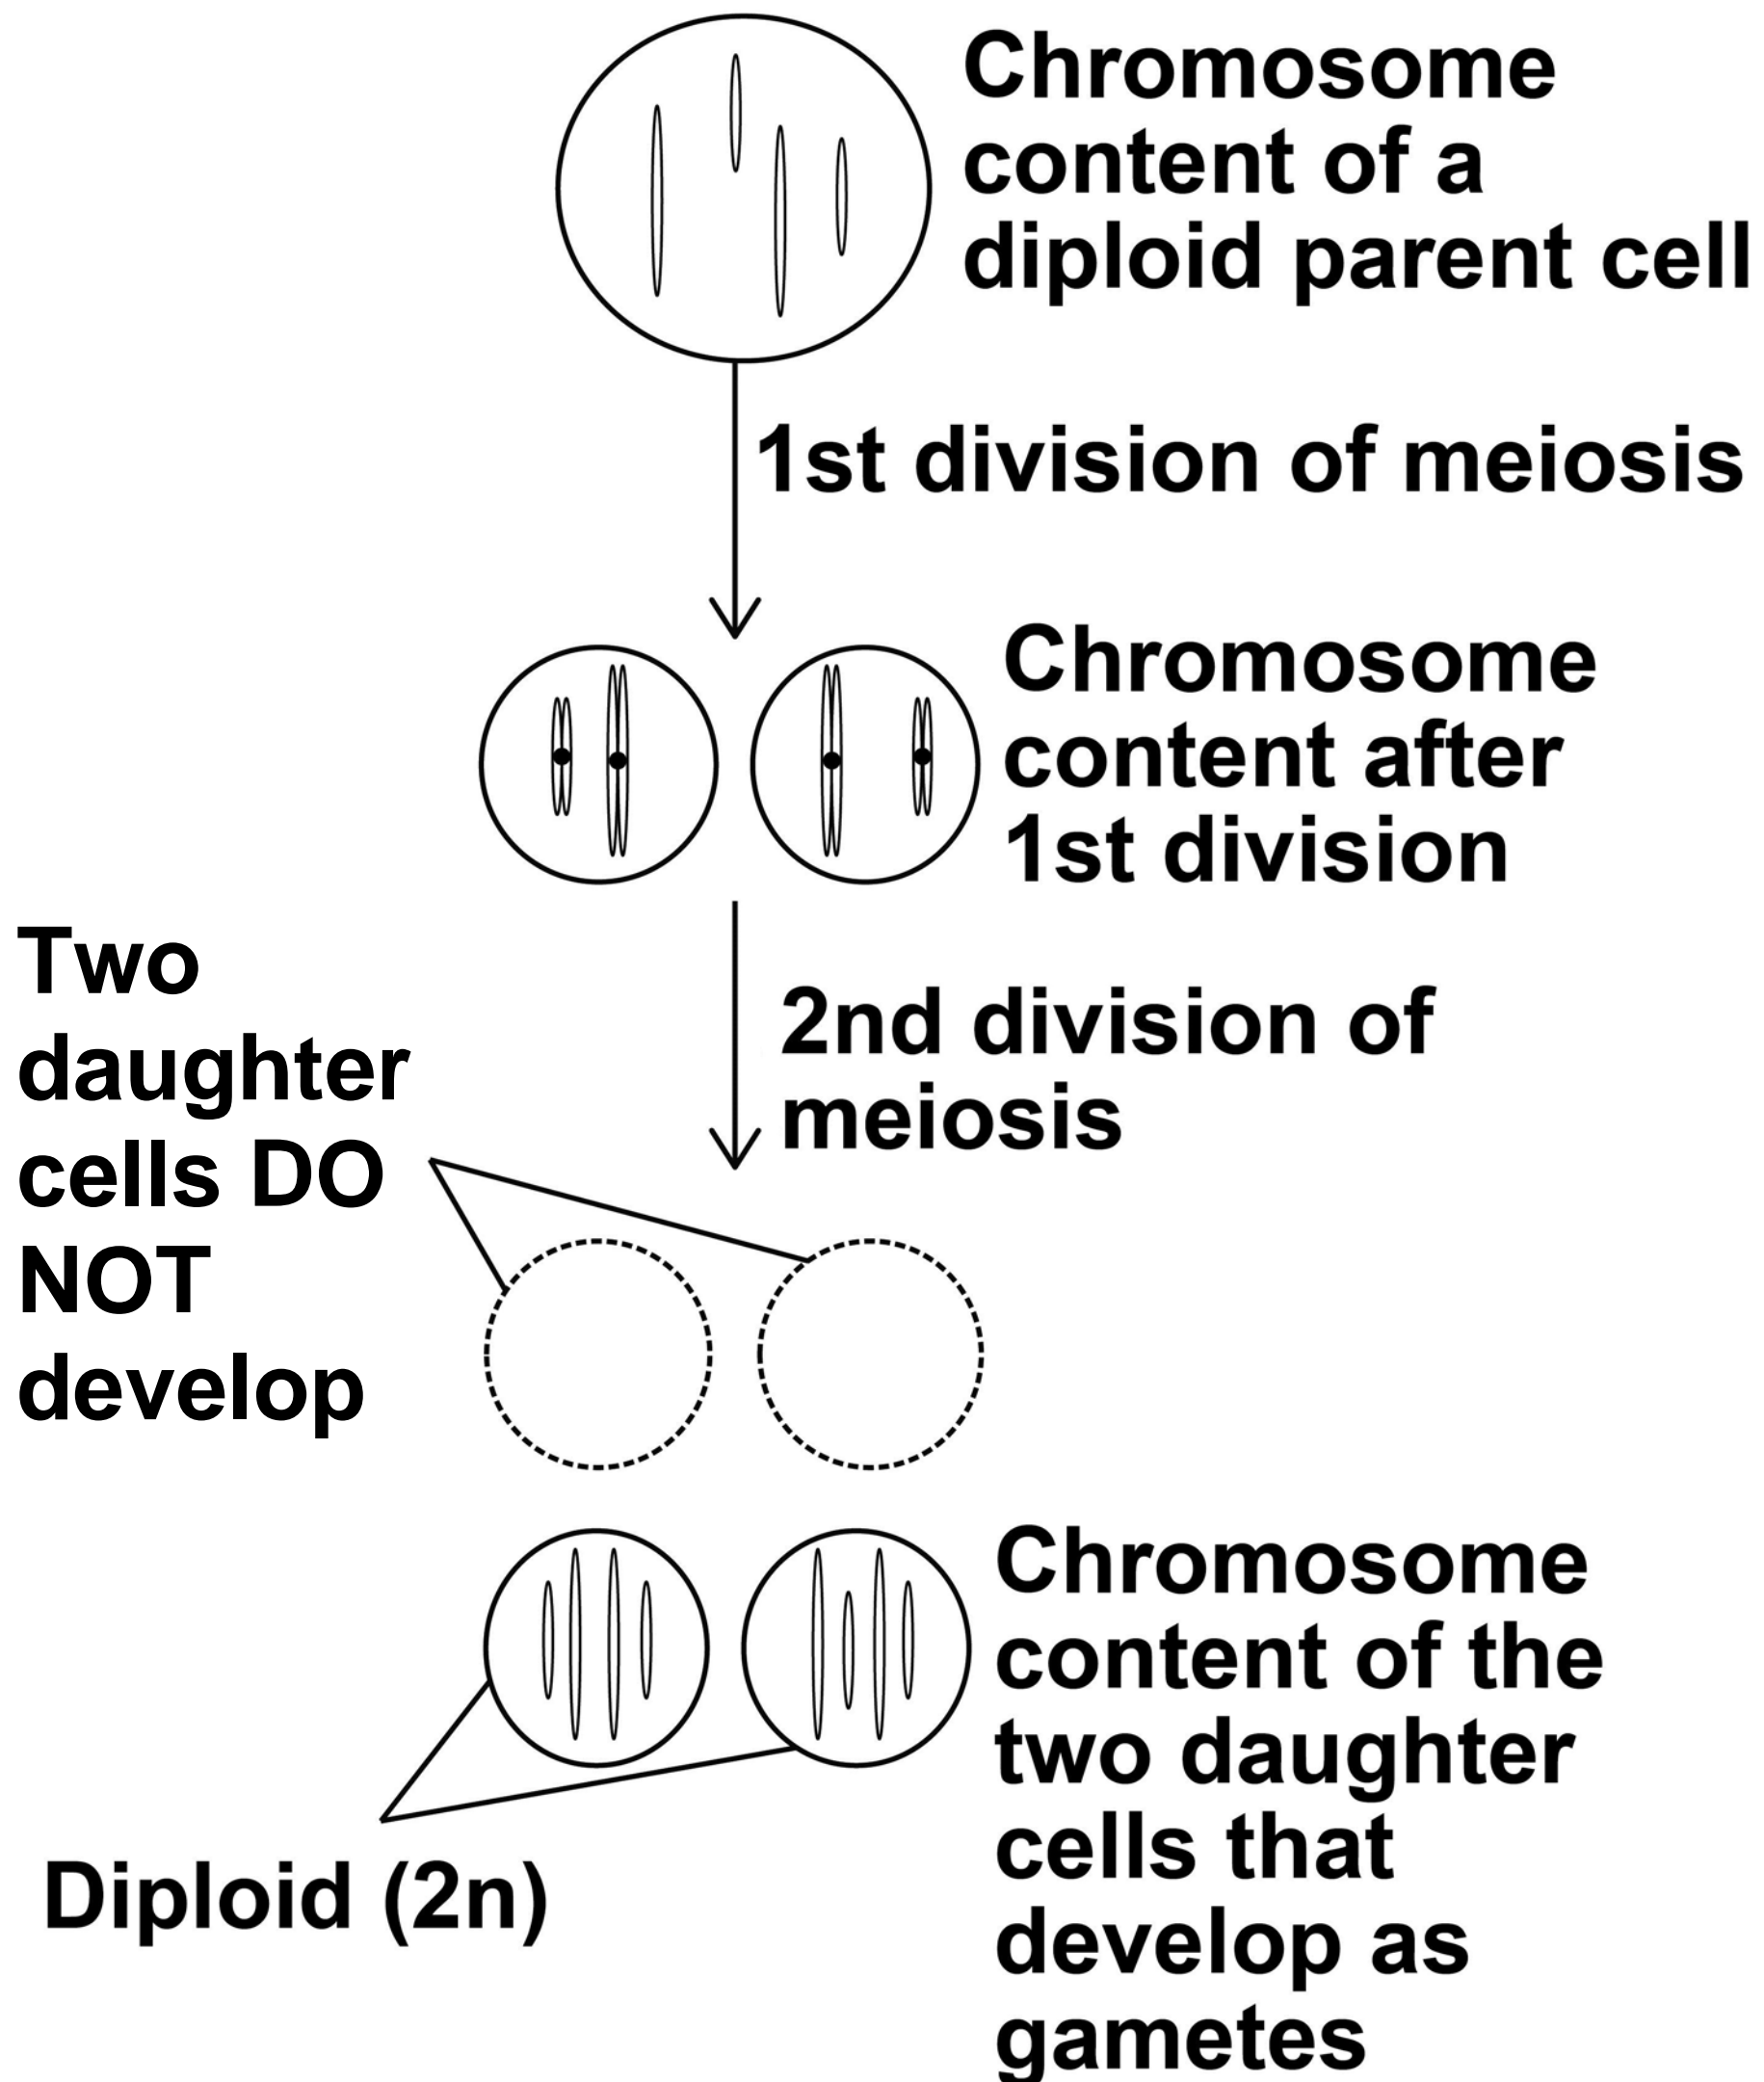 Chromosome
content of a
diploid parent cell
1st division of meiosis
Chromosome
content after
1st division
Two
daughter
cells DO
NOT
develop
2nd division of
meiosis
Chromosome
content of the
two daughter
cells that
develop as
gametes
Diploid (2n)